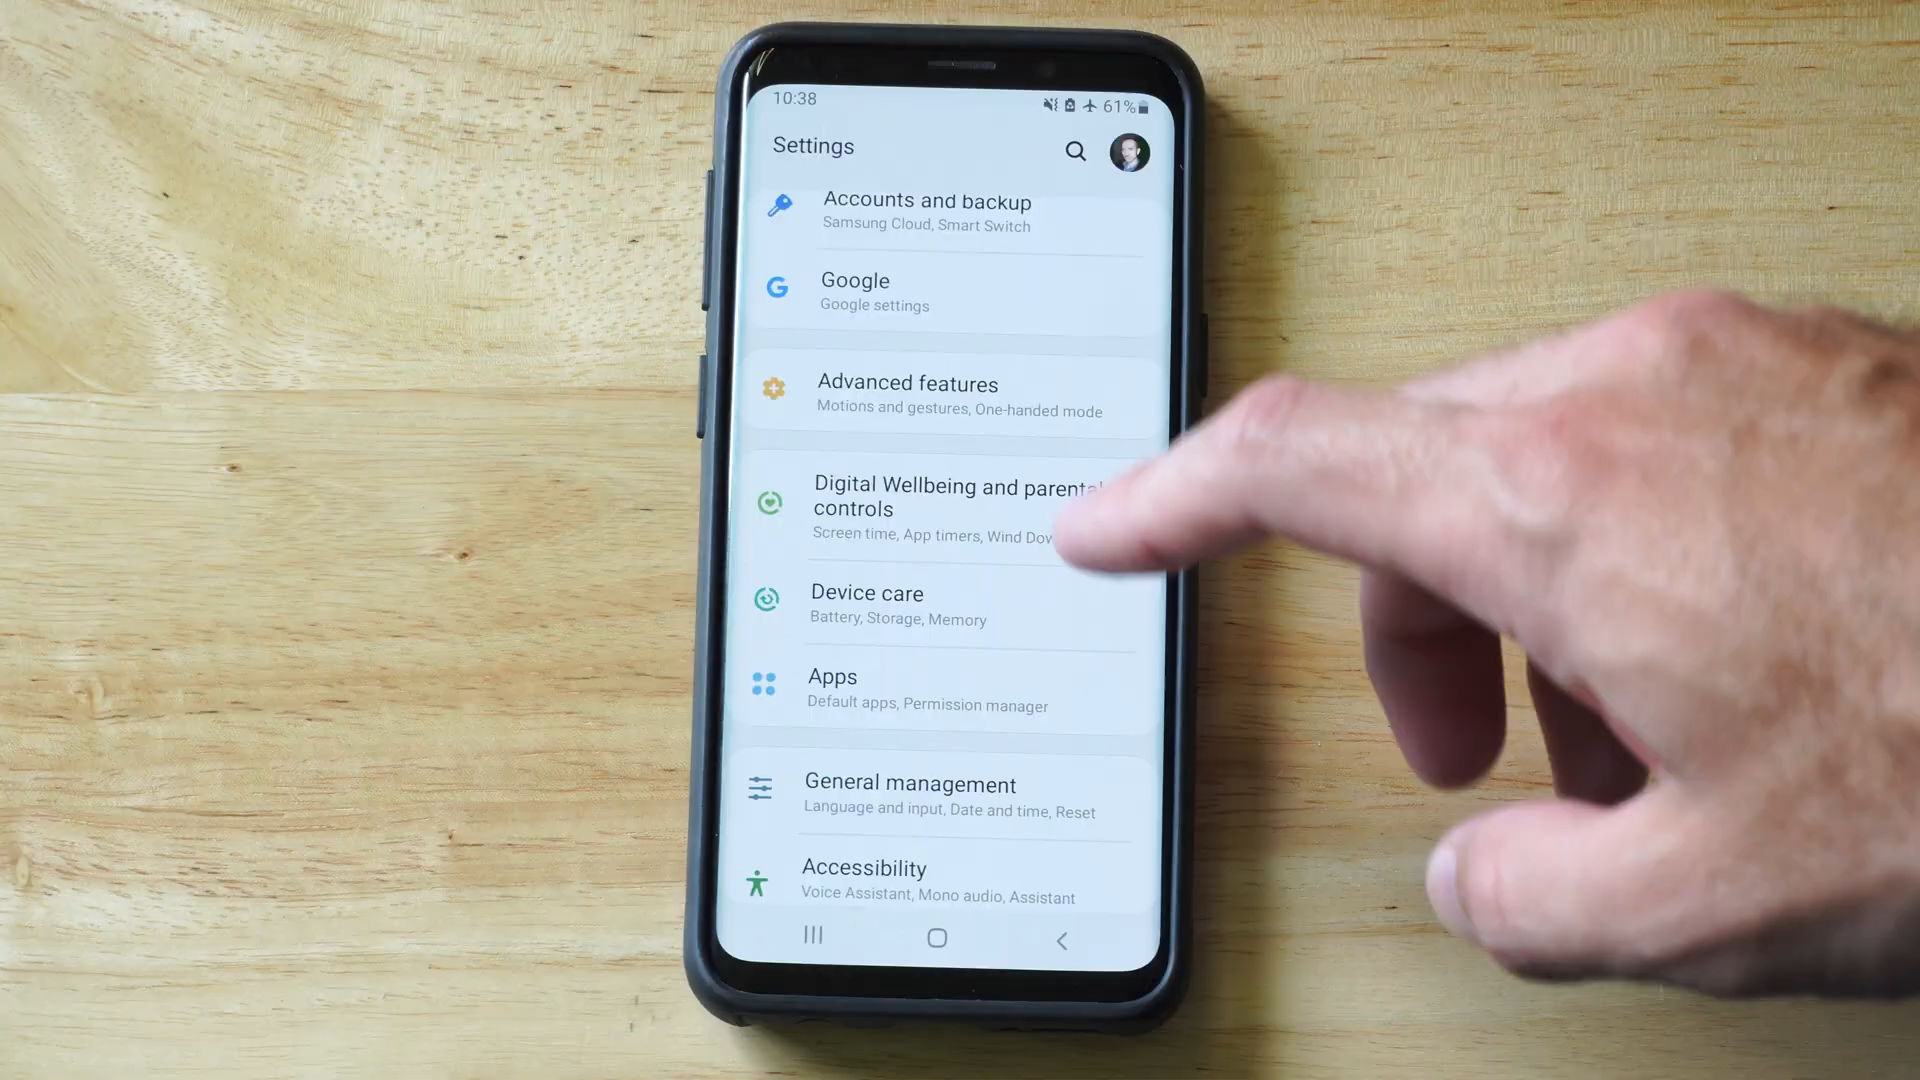 10:38
61%
Settings
Accounts and backup
Samsung Cloud, Smart Switch
Google
Google settings
Advanced features
Motions and gestures, One-handed mode
Digital Wellbeing and parental
controls
Screen time, App timers, Wind Dow
Device care
Battery, Storage, Memory
Apps
Default apps, Permission manager
General management
Language and input, Date and time, Reset
Accessibility
Voice Assistant, Mono audio, Assistant